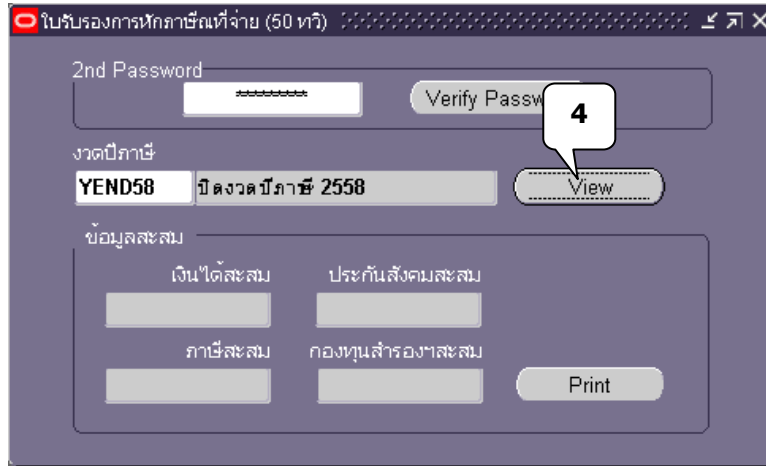 ใบรับรองการหักภาษีณที่จ่าย (50 ทวิ)
2nd Password
********** Verify Passw
4
งวดปีภาษี
YEND58 ปิดงวดปีภาษี 2558 View
ข้อมูลสะสม
เงินได้สะสม ประกันสังคมสะสม
ภาษีสะสม กองทุนสำรองฯสะสม
Print